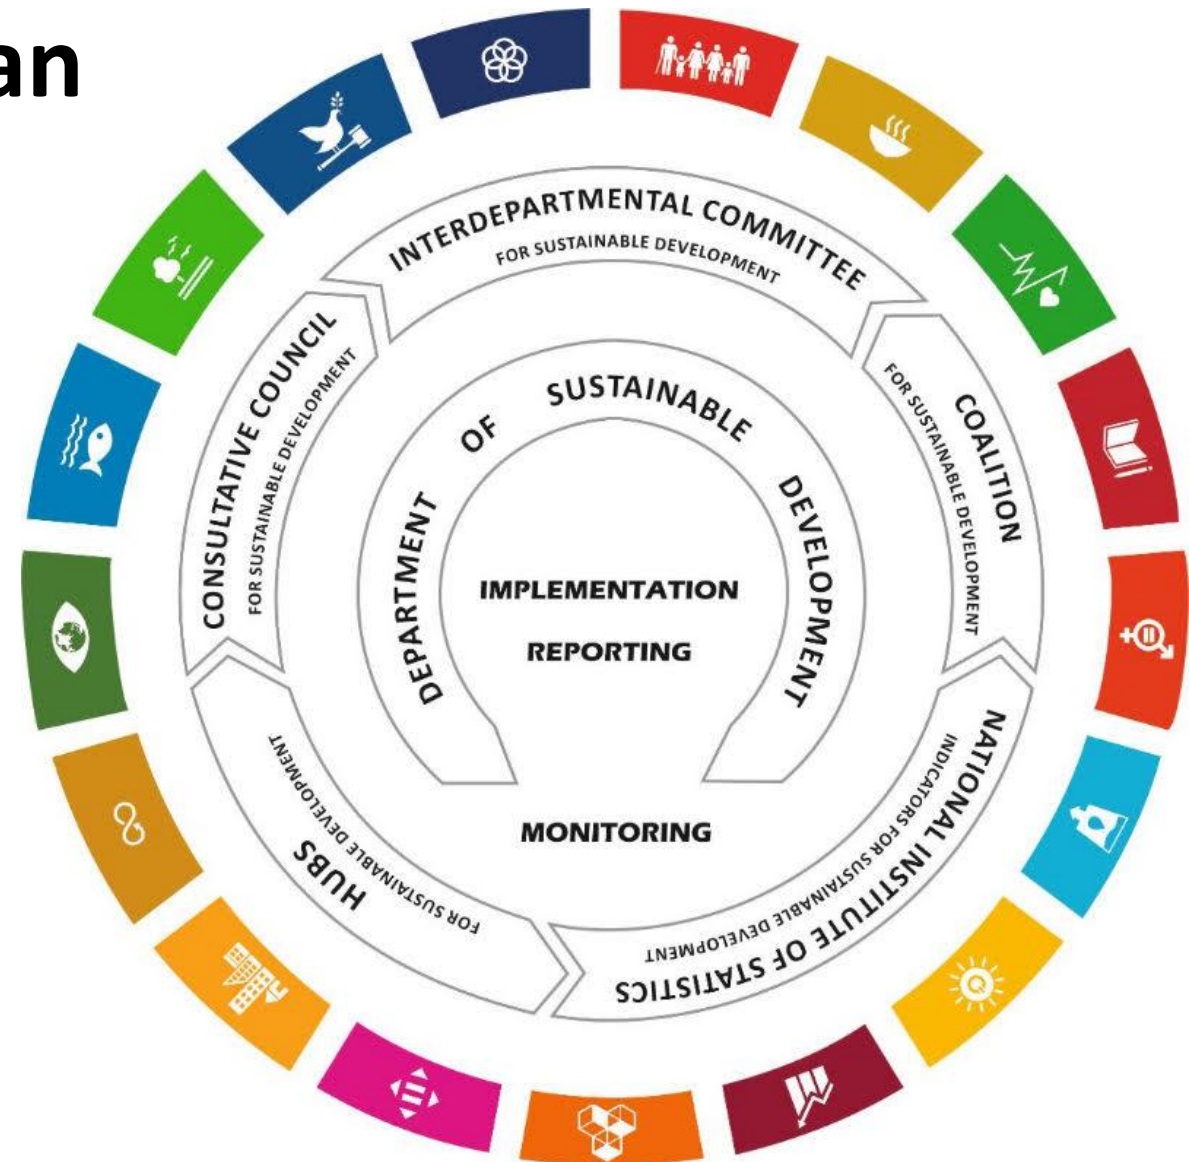 an
INTERDEPARTMENTAL COMMITTEE
FOR SUSTAINABLE DEVELOPMENT
COALITION
FOR SUSTAINABLE DEVELOPMENT
NATIONAL INSTITUTE OF STATISTICS
INDICATORS FOR SUSTAINABLE DEVELOPMENT
HUBS
FOR SUSTAINABLE DEVELOPMENT
CONSULTATIVE COUNCIL
FOR SUSTAINABLE DEVELOPMENT
DEPARTMENT OF SUSTAINABLE DEVELOPMENT
IMPLEMENTATION
REPORTING
MONITORING